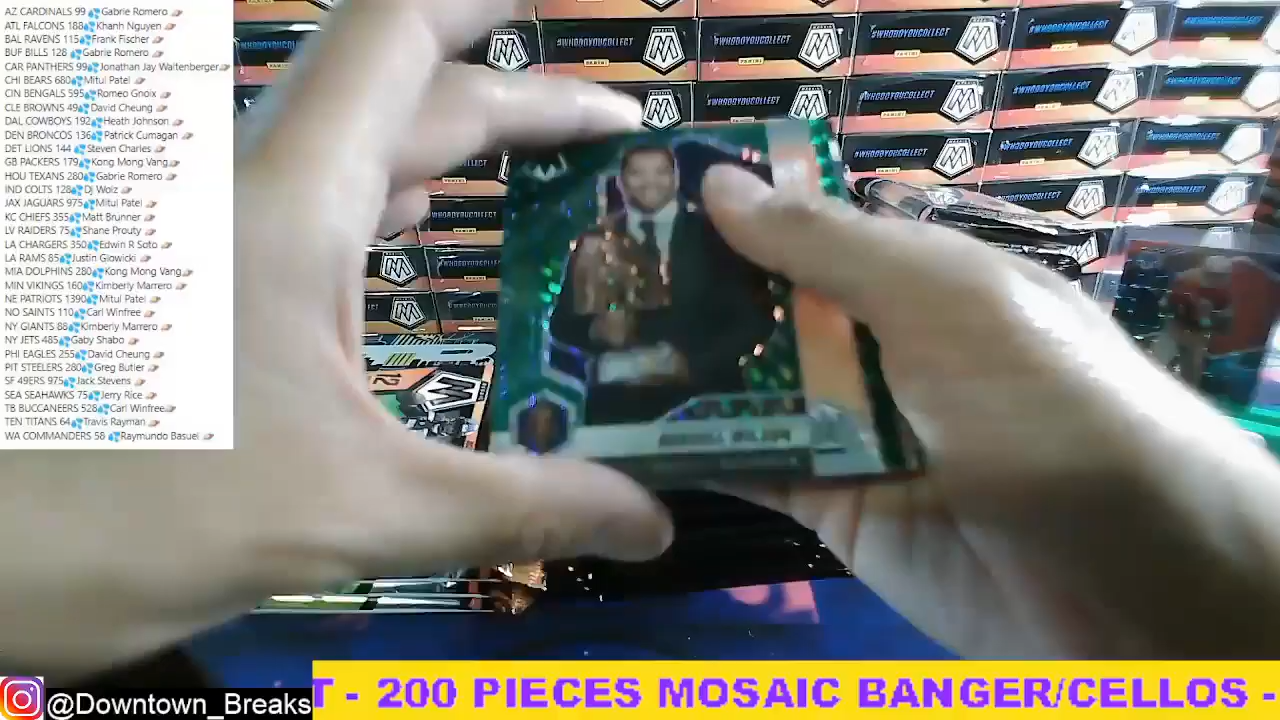 AZ CARDINALS 99💦Gabrie Romero
ATL FALCONS 188💦Khanh Nguyen
BAL RAVENS 115💦Frank Fischer
BUF BILLS 128 💦Gabrie Romero
CAR PANTHERS 99💦Jonathan Jay Waltenberger
CHI BEARS 680💦Mitul Patel
CIN BENGALS 595💦Romeo Gnoix
CLE BROWNS 49💦David Cheung
DAL COWBOYS 192💦Heath Johnson
DEN BRONCOS 136💦Patrick Cumagan
DET LIONS 144 💦Steven Charles
GB PACKERS 179💦Kong Mong Vang
HOU TEXANS 280💦Gabrie Romero
IND COLTS 128💦DJ Woiz
JAX JAGUARS 975💦Mitul Patel
KC CHIEFS 355💦Matt Brunner
LV RAIDERS 75💦Shane Prouty
LA CHARGERS 350💦Edwin R Soto
LA RAMS 85💦Justin Giowicki
MIA DOLPHINS 280💦Kong Mong Vang
MIN VIKINGS 160💦Kimberly Marrero
NE PATRIOTS 1390💦Mitul Patel
NO SAINTS 110💦Carl Winfree
NY GIANTS 88💦Kimberly Marrero
NY JETS 485💦Gaby Shabo
PHI EAGLES 255💦David Cheung
PIT STEELERS 280💦Greg Butler
SF 49ERS 975💦Jack Stevens
SEA SEAHAWKS 75💦Jerry Rice
TB BUCCANEERS 528💦Carl Winfree
TEN TITANS 64💦Travis Rayman
WA COMMANDERS 58 💦Raymundo Basuel
#WHODOYOUCOLLECT
PANINI
@Downtown_Breaks
T - 200 PIECES MOSAIC BANGER/CELLOS -